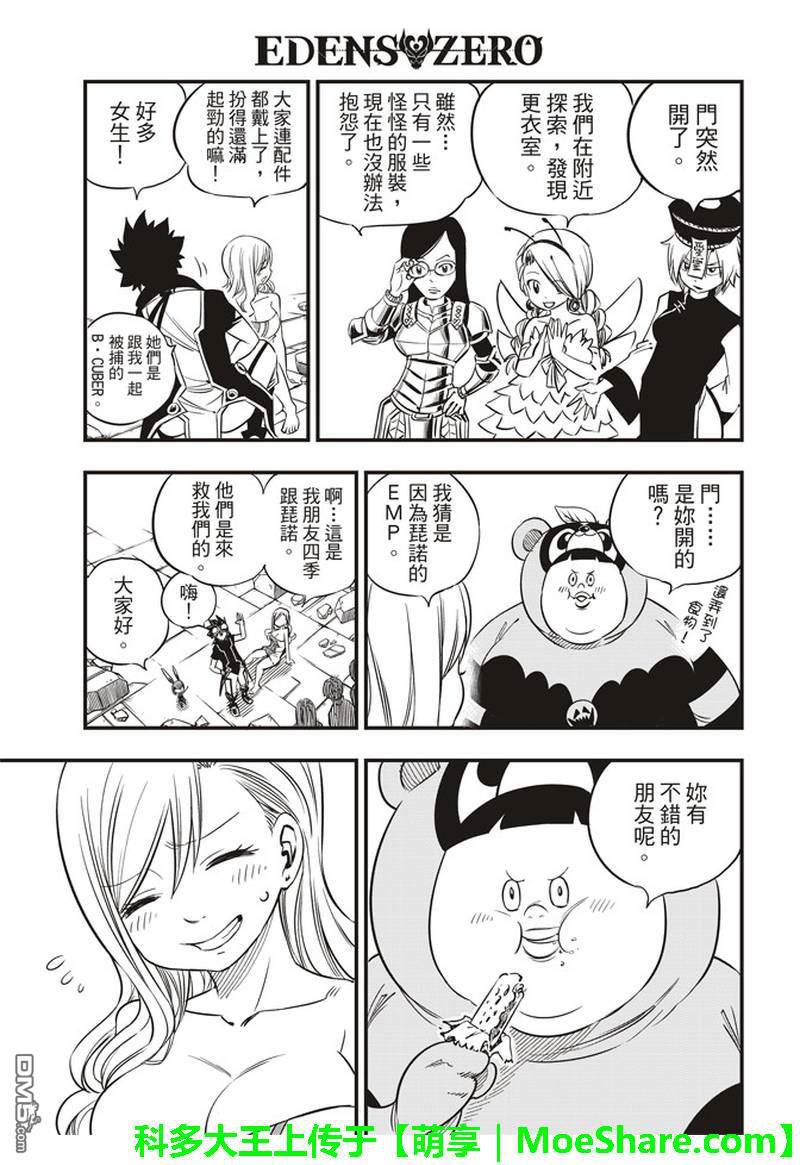 EDENS ZERO
門突然
開了。
我們在附近
探索，發現
更衣室。
雖然…
只有一些
怪怪的服裝，
現在也沒辦法
抱怨了。
愛窒
大家連配件
都戴上了，
扮得還滿
起勁的嘛！
好多
女生！
她們是
跟我一起
被捕的
B·CUBER。
門……
是妳開的
嗎？
還弄到了
食物！
我猜是
因為琵諾的
EMP。
啊…這是
我朋友四季
跟琵諾。
他們是來
救我們的。
嗨！
大家好。
妳有
不錯的
朋友呢。
DM5.com
科多大王上传于【萌享 | MoeShare.com】